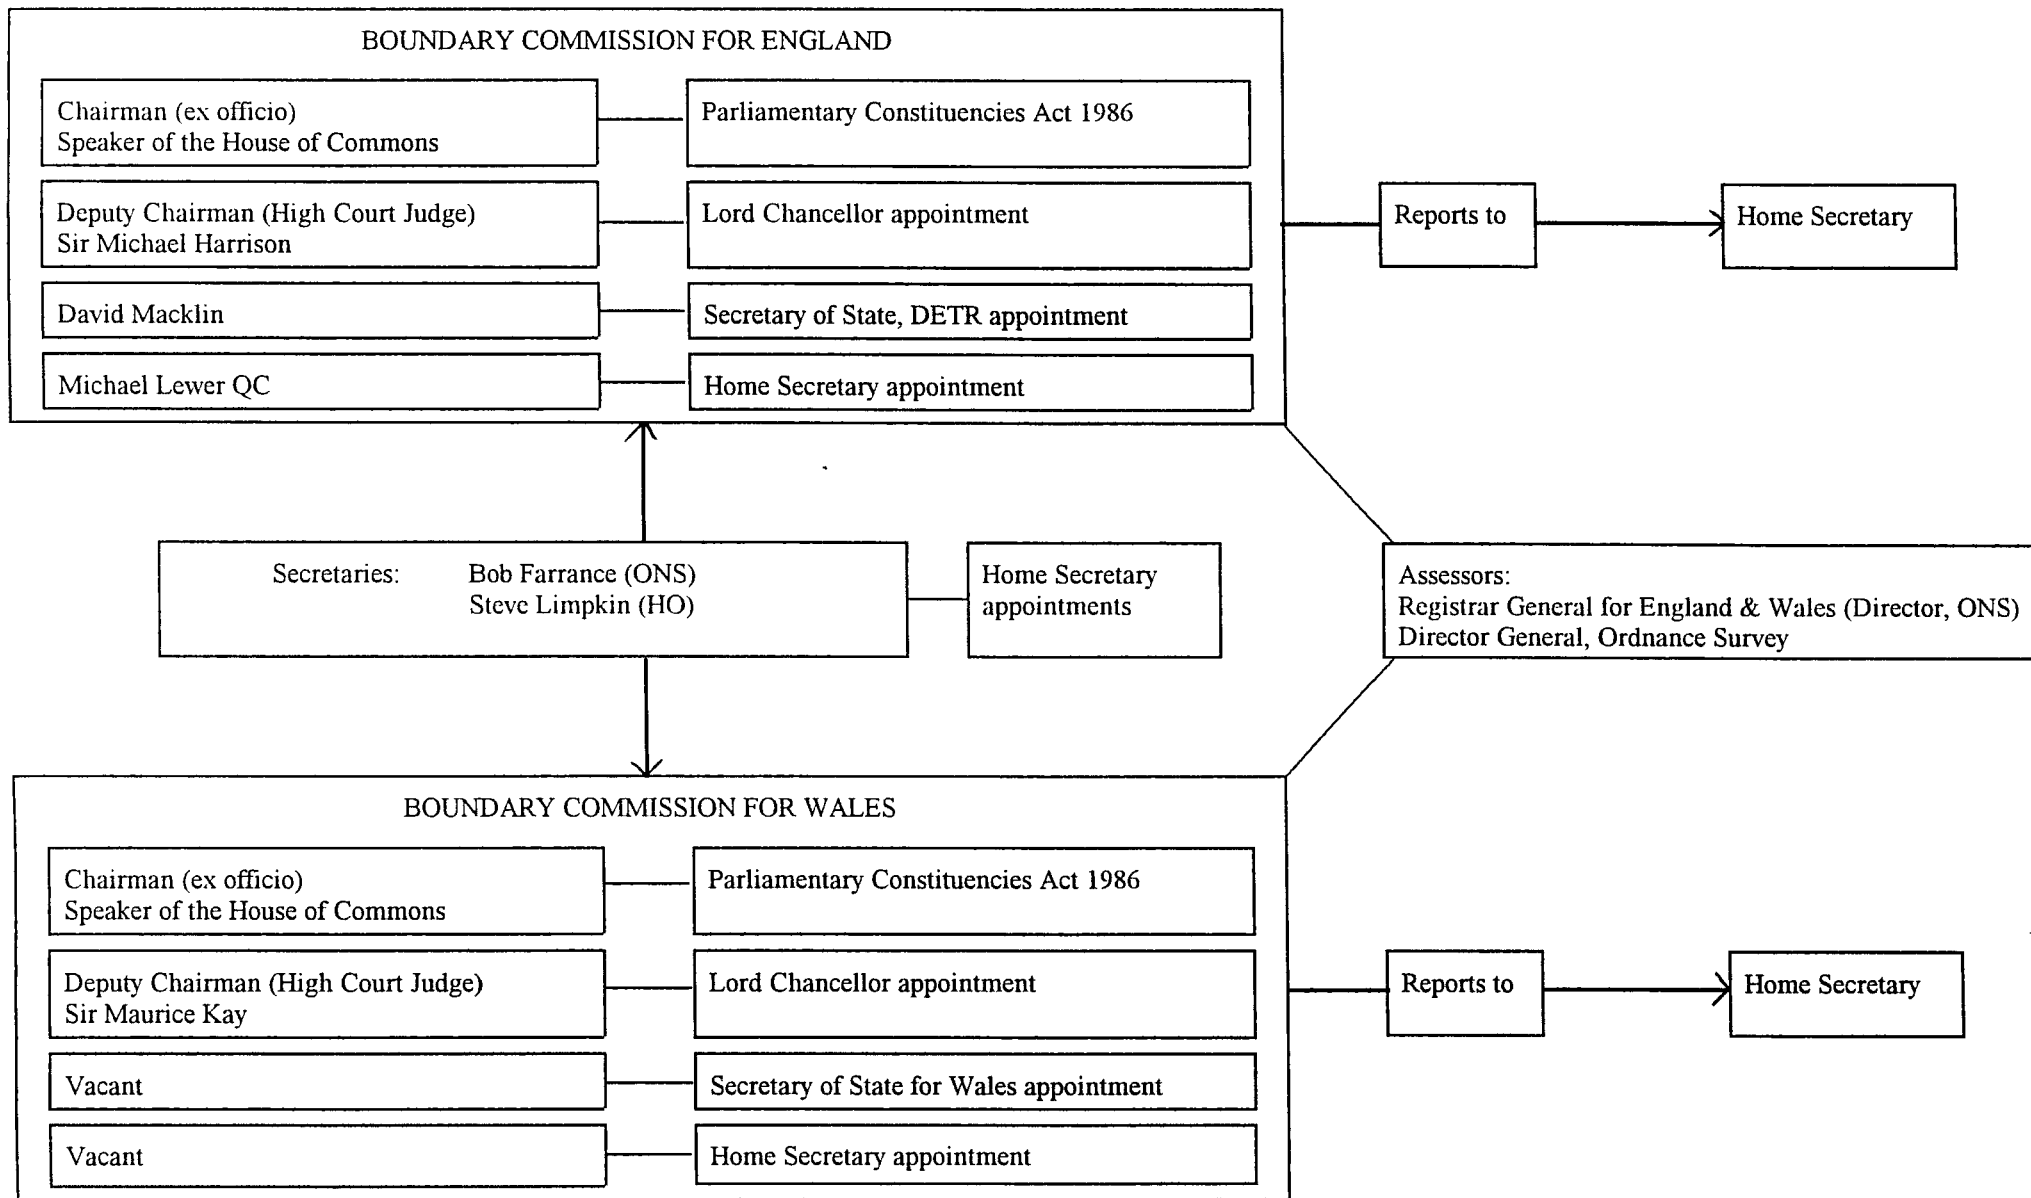 BOUNDARY COMMISSION FOR ENGLAND
Chairman (ex officio)
Speaker of the House of Commons
Parliamentary Constituencies Act 1986
Deputy Chairman (High Court Judge)
Sir Michael Harrison
Lord Chancellor appointment
David Macklin
Secretary of State, DETR appointment
Michael Lewer QC
Home Secretary appointment
Reports to
Home Secretary
Secretaries: Bob Farrance (ONS)
Steve Limpkin (HO)
Home Secretary
appointments
Assessors:
Registrar General for England & Wales (Director, ONS)
Director General, Ordnance Survey
BOUNDARY COMMISSION FOR WALES
Chairman (ex officio)
Speaker of the House of Commons
Parliamentary Constituencies Act 1986
Deputy Chairman (High Court Judge)
Sir Maurice Kay
Lord Chancellor appointment
Vacant
Secretary of State for Wales appointment
Vacant
Home Secretary appointment
Reports to
Home Secretary